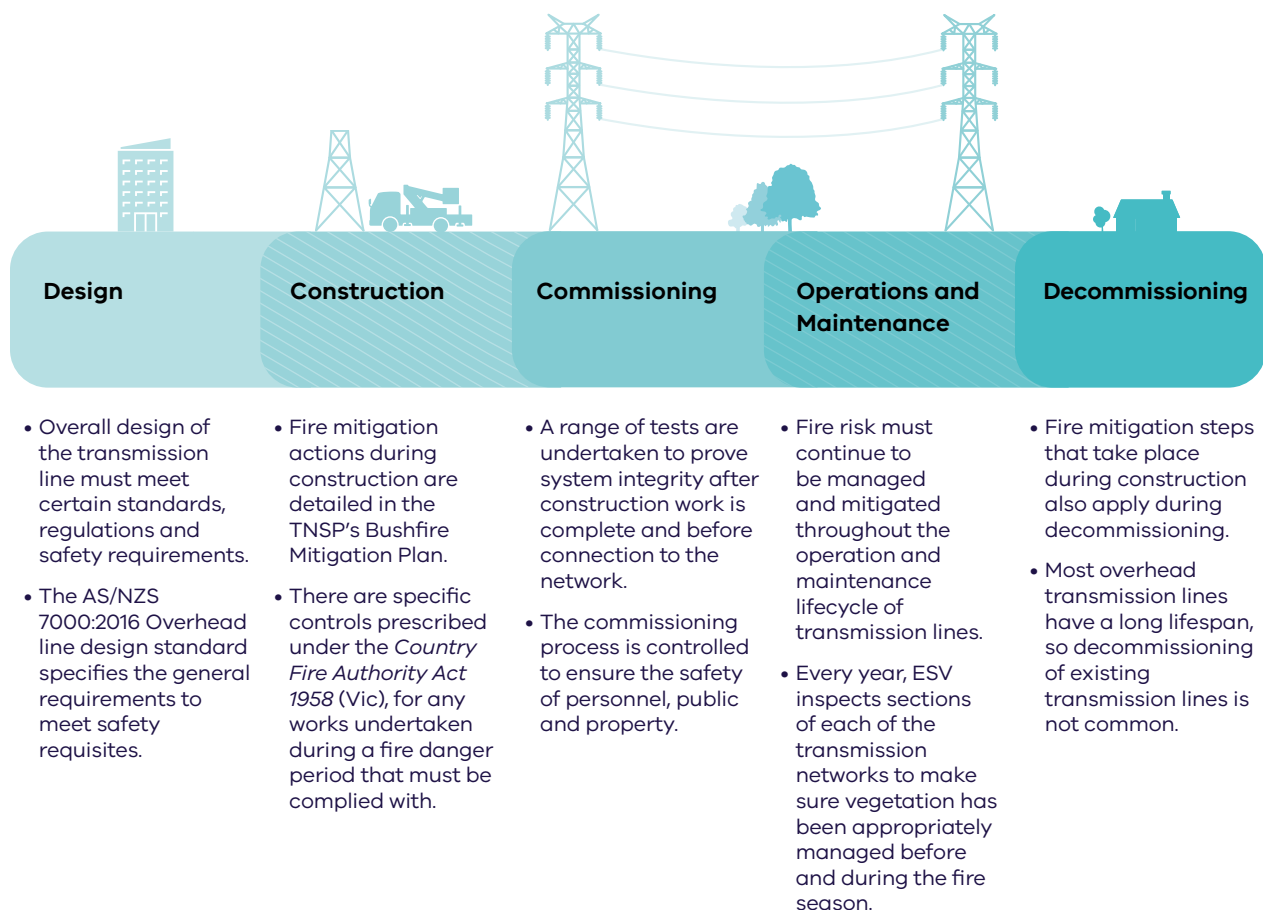 Design
Construction
Commissioning
Operations and
Maintenance
Decommissioning
• Overall design of
the transmission
line must meet
certain standards,
regulations and
safety requirements.
• The AS/NZS
7000:2016 Overhead
line design standard
specifies the general
requirements to
meet safety
requisites.
• Fire mitigation
actions during
construction are
detailed in the
TNSP’s Bushfire
Mitigation Plan.
• There are specific
controls prescribed
under the Country
Fire Authority Act
1958 (Vic), for any
works undertaken
during a fire danger
period that must be
complied with.
• A range of tests are
undertaken to prove
system integrity after
construction work is
complete and before
connection to the
network.
• The commissioning
process is controlled
to ensure the safety
of personnel, public
and property.
• Fire risk must
continue to
be managed
and mitigated
throughout the
operation and
maintenance
lifecycle of
transmission lines.
• Every year, ESV
inspects sections
of each of the
transmission
networks to make
sure vegetation has
been appropriately
managed before
and during the fire
season.
• Fire mitigation steps
that take place
during construction
also apply during
decommissioning.
• Most overhead
transmission lines
have a long lifespan,
so decommissioning
of existing
transmission lines is
not common.